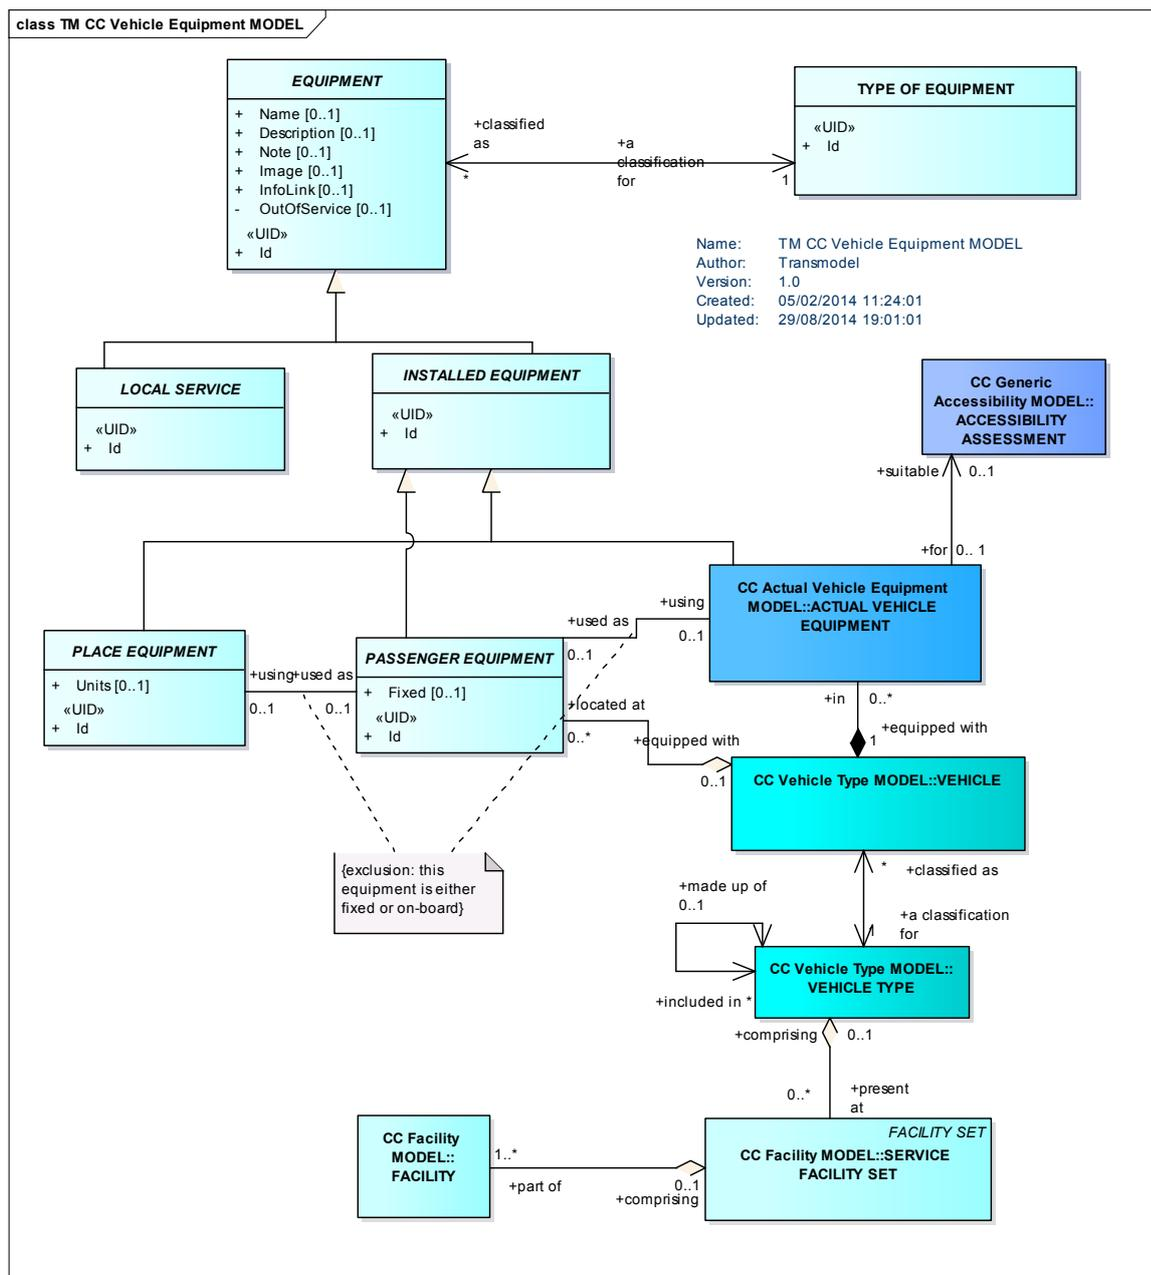 class TM CC Vehicle Equipment MODEL
EQUIPMENT
+ Name [0..1]
+ Description [0..1]
+ Note [0..1]
+ Image [0..1]
+ InfoLink [0..1]
- OutOfService [0..1]
«UID»
+ Id
+classified
as
*
+a
classification
for
1
TYPE OF EQUIPMENT
«UID»
+ Id
Name: TM CC Vehicle Equipment MODEL
Author: Transmodel
Version: 1.0
Created: 05/02/2014 11:24:01
Updated: 29/08/2014 19:01:01
LOCAL SERVICE
«UID»
+ Id
INSTALLED EQUIPMENT
«UID»
+ Id
CC Generic
Accessibility MODEL::
ACCESSIBILITY
ASSESSMENT
+suitable 0..1
+for 0.. 1
CC Actual Vehicle Equipment
MODEL::ACTUAL VEHICLE
EQUIPMENT
+using
0..1
+used as
0..1
PLACE EQUIPMENT
+ Units [0..1]
«UID»
+ Id
+using
0..1
+used as
0..1
PASSENGER EQUIPMENT
+ Fixed [0..1]
«UID»
+ Id
+located at
0..*
+equipped with
0..1
+in 0..*
+equipped with
1
CC Vehicle Type MODEL::VEHICLE
{exclusion: this
equipment is either
fixed or on-board}
* +classified as
+a classification
for
1
+made up of
0..1
CC Vehicle Type MODEL::
VEHICLE TYPE
+included in *
+comprising 0..1
0..* +present
at
CC Facility
MODEL::
FACILITY
1..*
+part of
0..1
+comprising
FACILITY SET
CC Facility MODEL::SERVICE
FACILITY SET